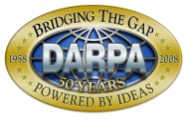 BRIDGING THE GAP
1958
2008
DARPA
50 YEARS
POWERED BY IDEAS